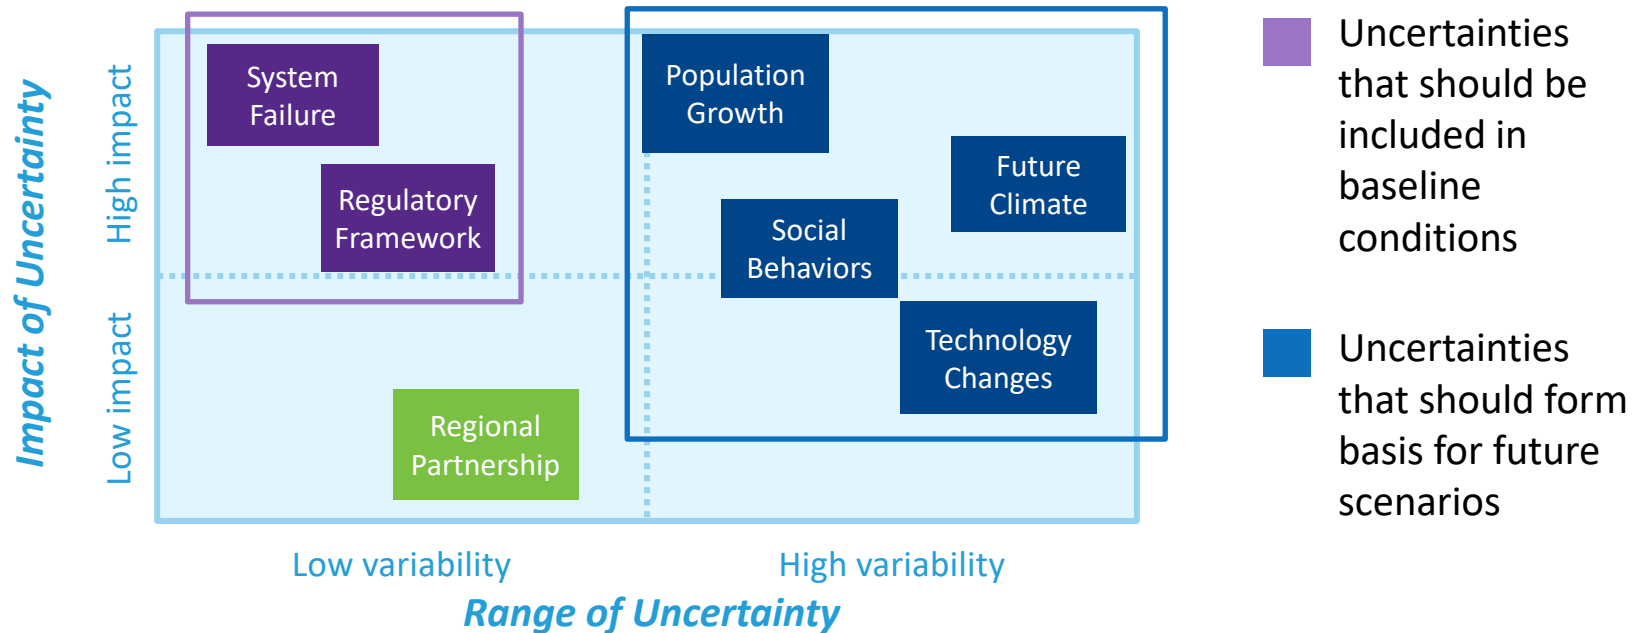 Impact of Uncertainty
High impact
Low impact
System
Failure
Regulatory
Framework
Population
Growth
Future
Climate
Social
Behaviors
Technology
Changes
Regional
Partnership
Low variability
High variability
Range of Uncertainty
Uncertainties
that should be
included in
baseline
conditions
Uncertainties
that should form
basis for future
scenarios